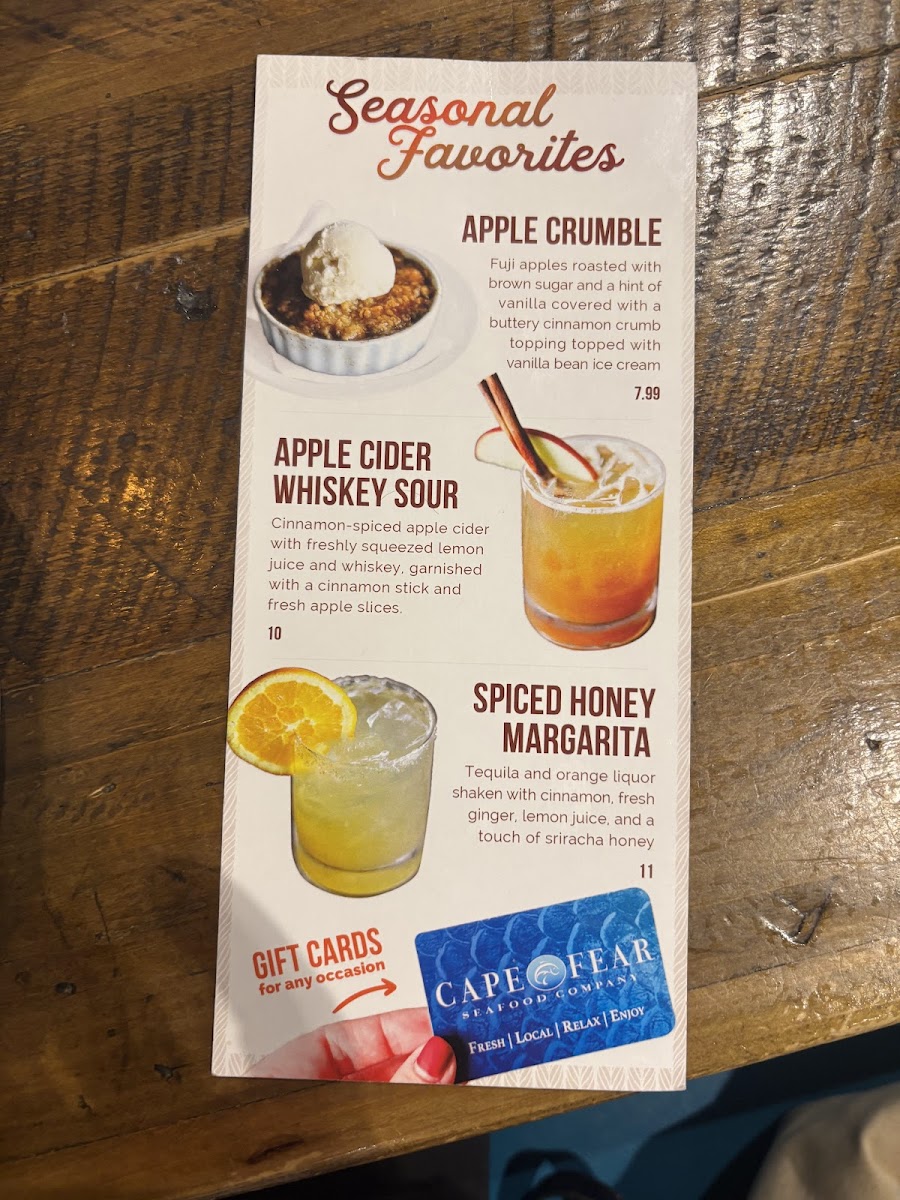 Seasonal
Favorites
APPLE CRUMBLE
Fuji apples roasted with
brown sugar and a hint of
vanilla covered with a
buttery cinnamon crumb
topping topped with
vanilla bean ice cream
7.99
APPLE CIDER
WHISKEY SOUR
Cinnamon-spiced apple cider
with freshly squeezed lemon
juice and whiskey, garnished
with a cinnamon stick and
fresh apple slices.
10
SPICED HONEY
MARGARITA
Tequila and orange liquor
shaken with cinnamon, fresh
ginger, lemon juice, and a
touch of sriracha honey
11
GIFT CARDS
for any occasion
CAPE FEAR
SEAFOOD COMPANY
FRESH | LOCAL | RELAX | ENJOY